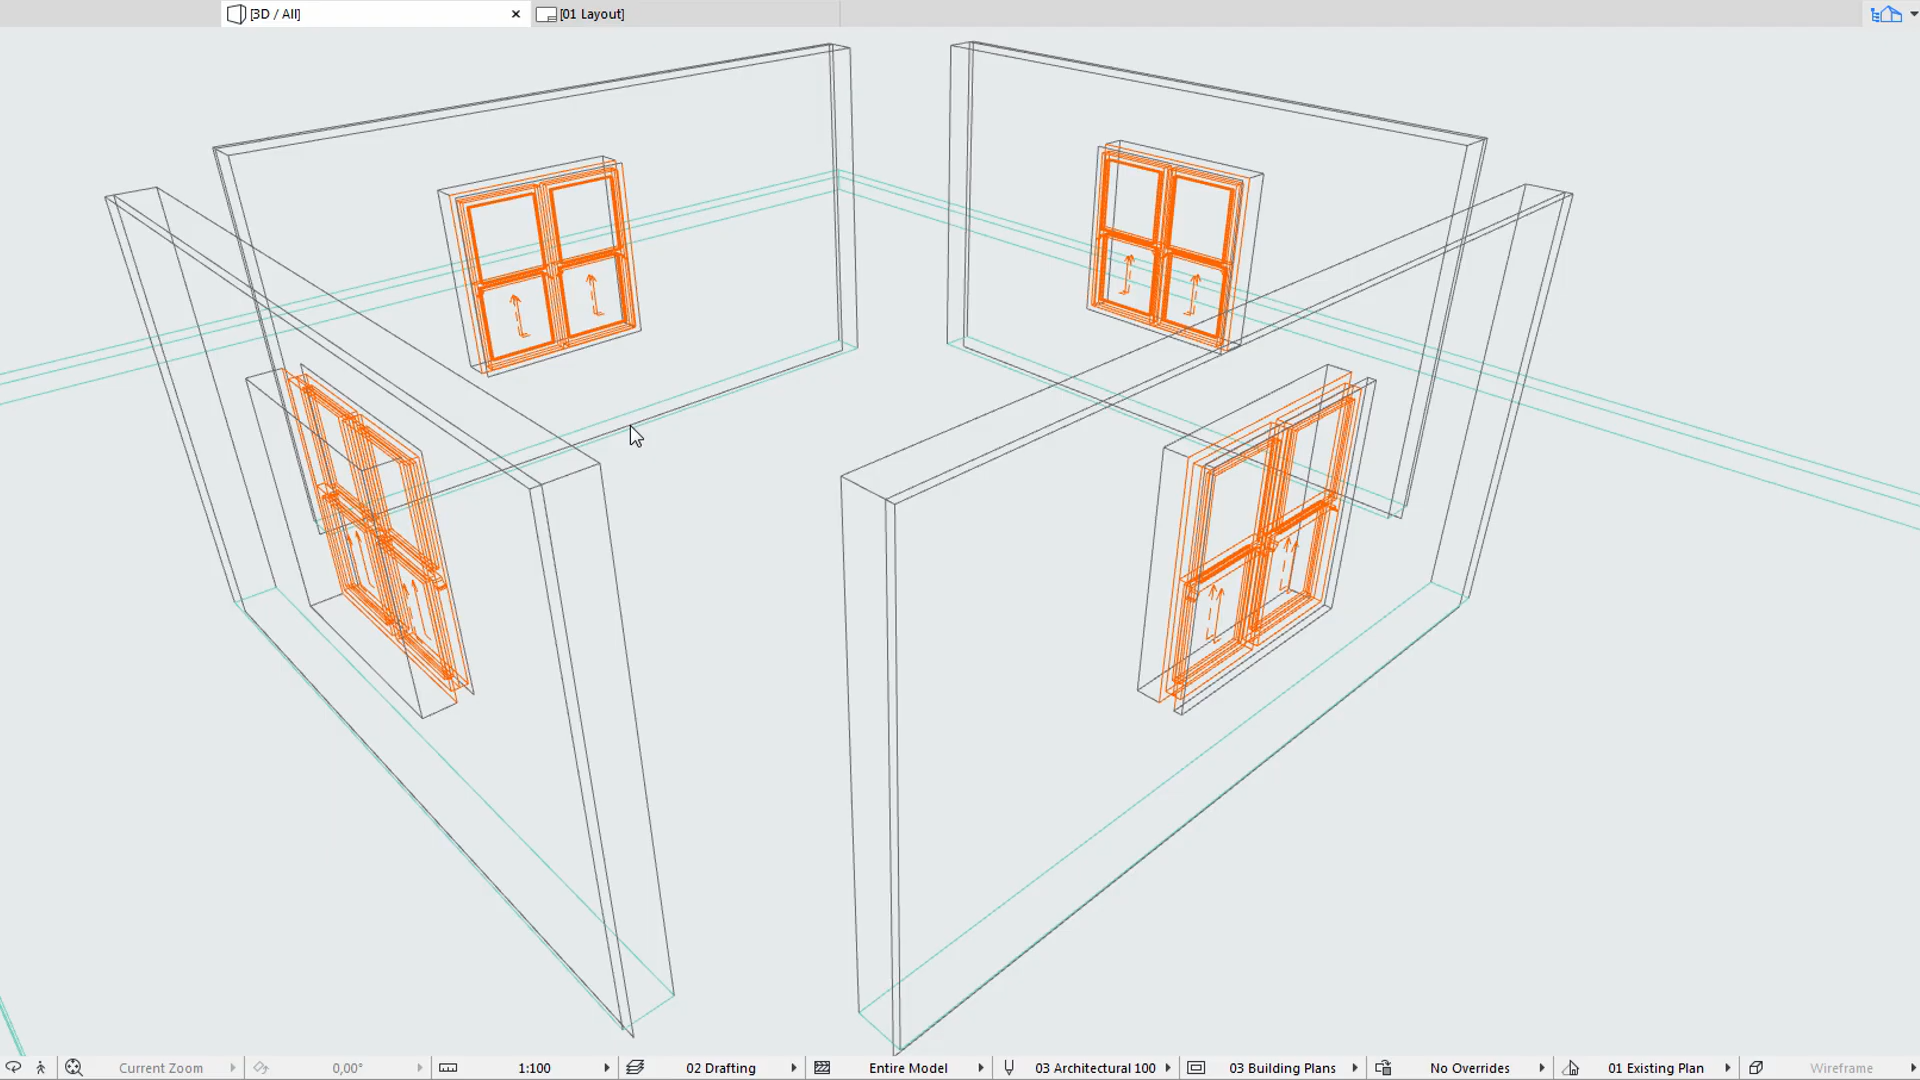 [3D / All]
[01 Layout]
Current Zoom
0,00°
1:100
02 Drafting
Entire Model
03 Architectural 100
03 Building Plans
No Overrides
01 Existing Plan
Wireframe